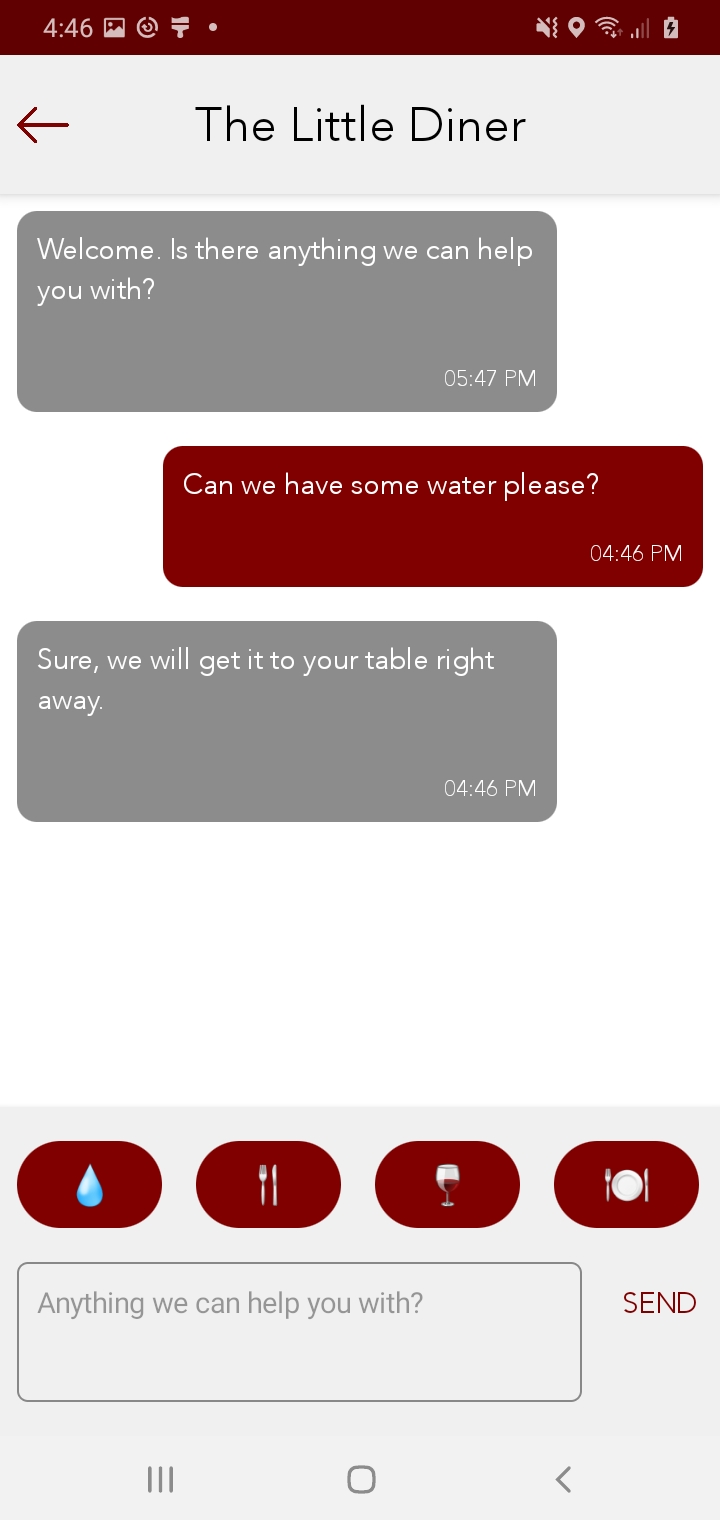 4:46
The Little Diner
Welcome. Is there anything we can help
you with?
05:47 PM
Can we have some water please?
04:46 PM
Sure, we will get it to your table right
away.
04:46 PM
Anything we can help you with?
SEND